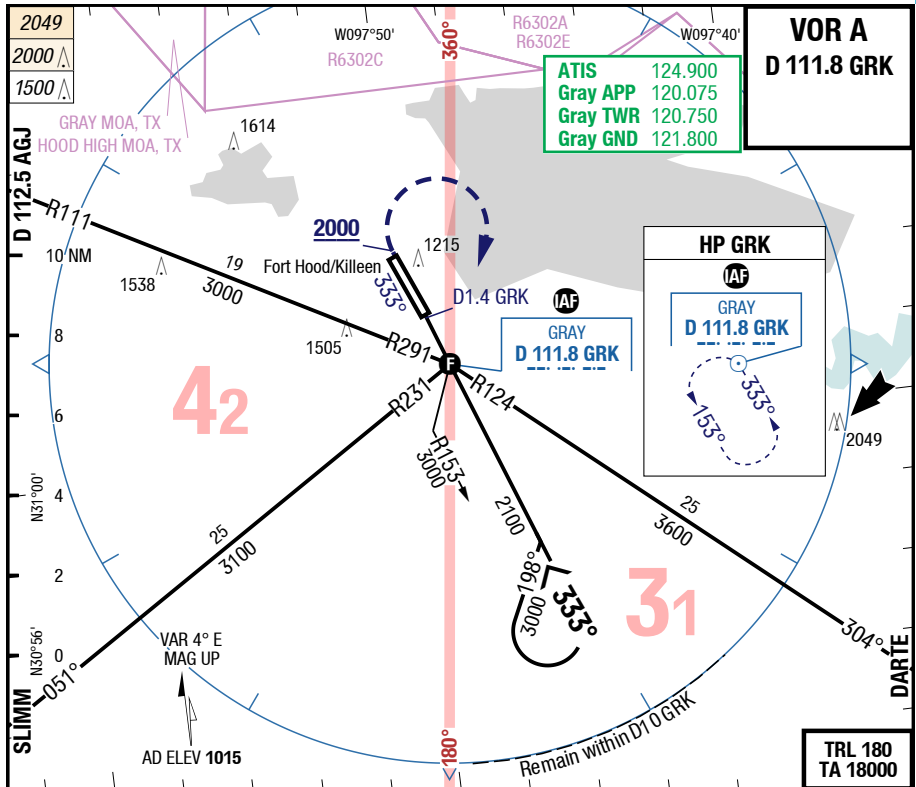 2049
2000
1500
W097°50'
360°
R6302A
R6302E
R6302C
W097°40'
VOR A
D 111.8 GRK
ATIS 124.900
Gray APP 120.075
Gray TWR 120.750
Gray GND 121.800
GRAY MOA, TX
HOOD HIGH MOA, TX
1614
D 112.5 AGJ
R111
19
3000
R291
10 NM
1538
1505
2000
Fort Hood/Killeen
333°
1215
D1.4 GRK
IAF
GRAY
D 111.8 GRK
HP GRK
IAF
GRAY
D 111.8 GRK
333°
153°
2049
8
6
4
2
0
N31°00'
N30°56'
42
F
R231
R124
R153
3000
2100
25
3100
25
3600
198°
3000
333°
31
304°
DARTE
051°
SLIMM
VAR 4° E
MAG UP
AD ELEV 1015
180°
Remain within D10 GRK
TRL 180
TA 18000